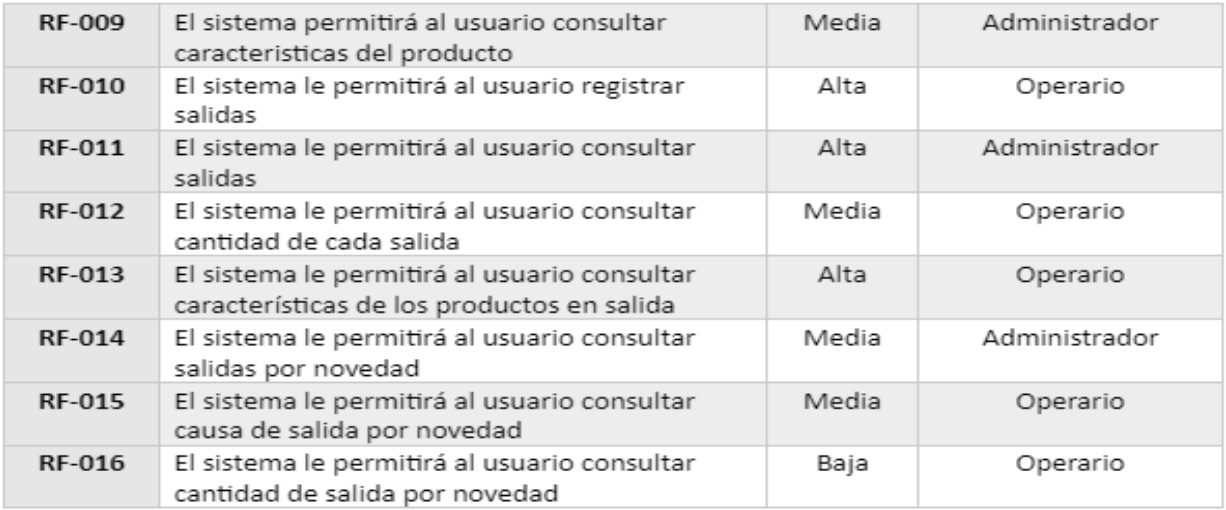 RF-009 El sistema permitirá al usuario consultar Media Administrador
caracteristicas del producto
RF-010 El sistema le permitirá al usuario registrar Alta Operario
salidas
RF-011 El sistema le permitirá al usuario consultar Alta Administrador
salidas
RF-012 El sistema le permitirá al usuario consultar Media Operario
cantidad de cada salida
RF-013 El sistema le permitirá al usuario consultar Alta Operario
característícas de los productos en salida
RF-014 El sistema le permitirá al usuario consultar Media Administrador
salidas por novedad
RF-015 El sistema le permitirá al usuario consultar Media Operario
causa de salida por novedad
RF-016 El sistema le permitirá al usuario consultar Baja Operario
cantidad de salida por novedad